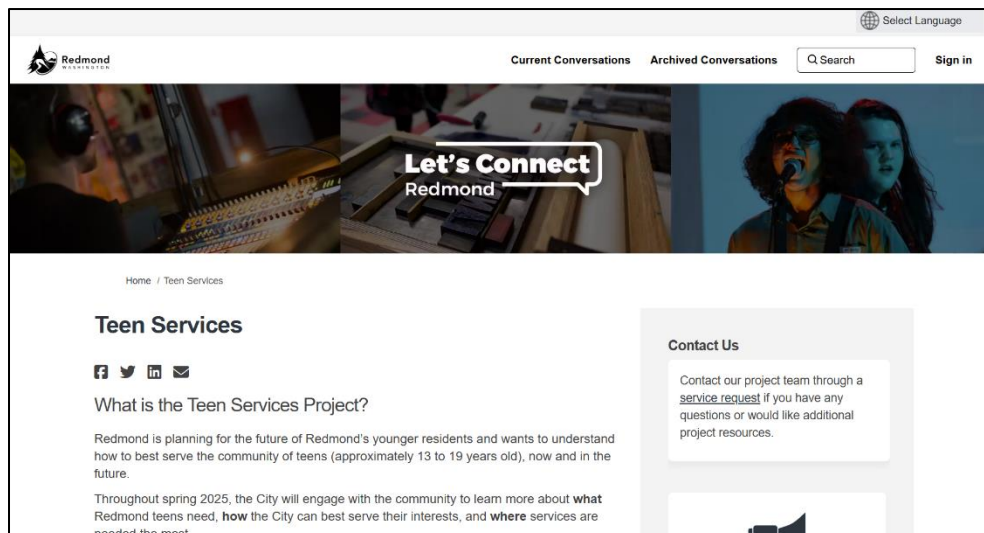 Select Language
Redmond
WASHINGTON
Current Conversations Archived Conversations Search Sign in
Let's Connect
Redmond
Home / Teen Services
Teen Services
What is the Teen Services Project?
Redmond is planning for the future of Redmond's younger residents and wants to understand
how to best serve the community of teens (approximately 13 to 19 years old), now and in the
future.
Throughout spring 2025, the City will engage with the community to learn more about what
Redmond teens need, how the City can best serve their interests, and where services are
needed the most
Contact Us
Contact our project team through a
service request if you have any
questions or would like additional
project resources.